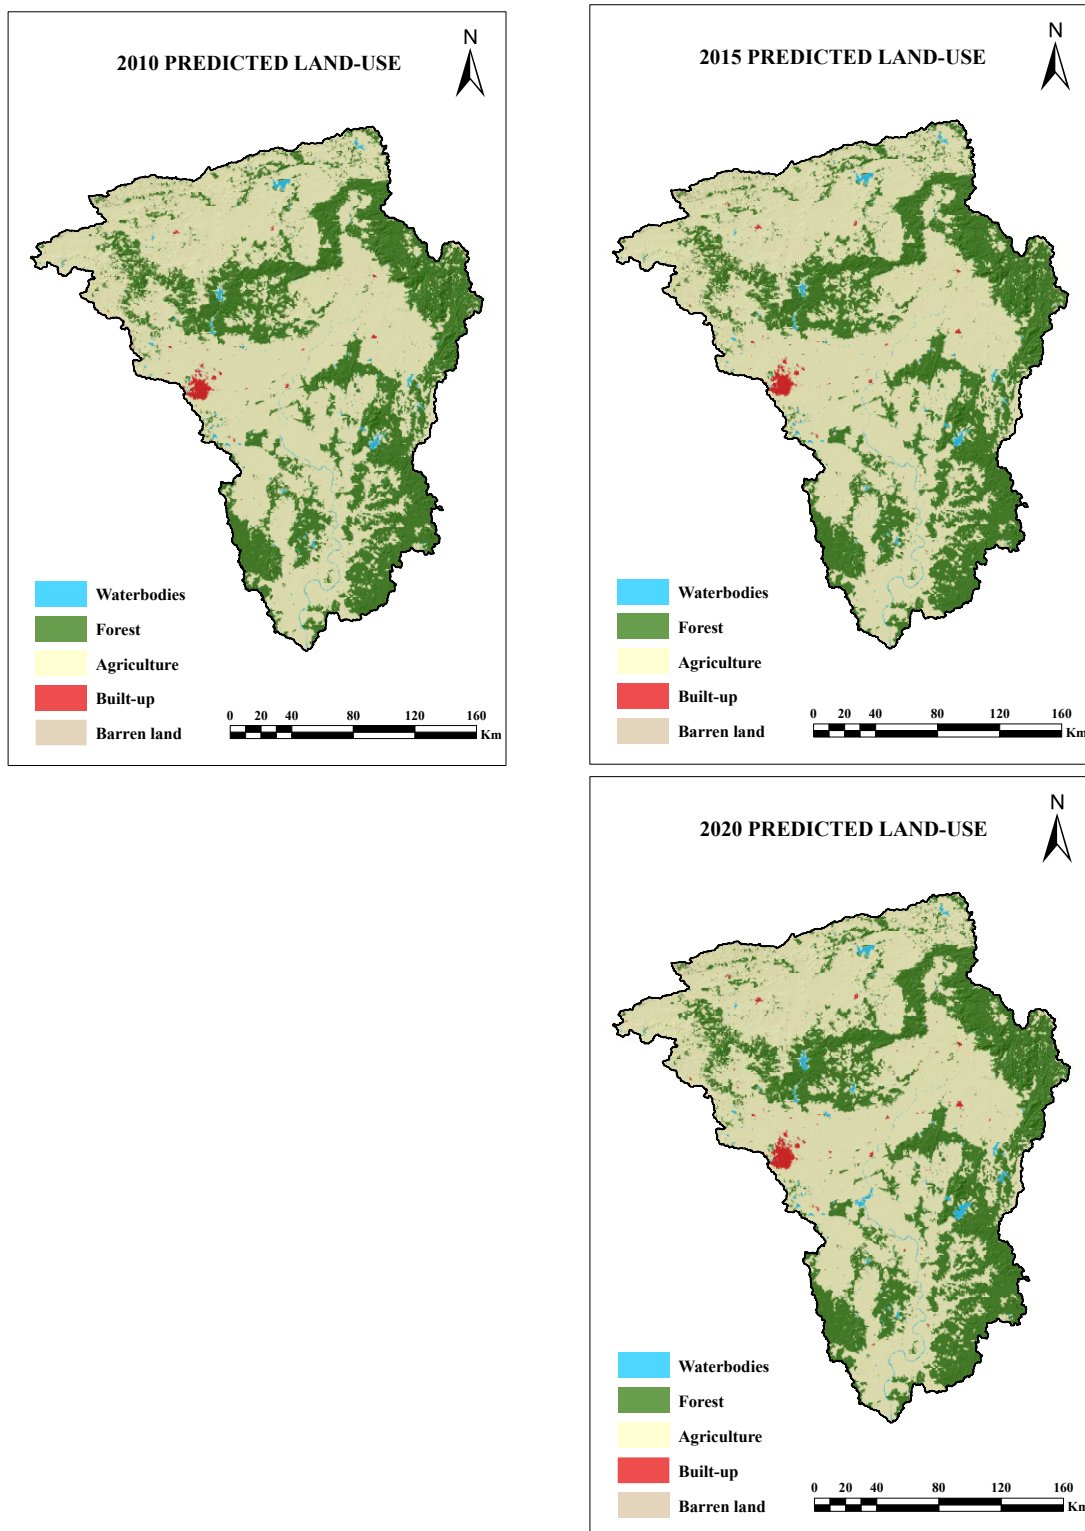 N
2010 PREDICTED LAND-USE
Waterbodies
Forest
Agriculture
Built-up
Barren land
0 20 40 80 120 160
Km
N
2015 PREDICTED LAND-USE
Waterbodies
Forest
Agriculture
Built-up
Barren land
0 20 40 80 120 160
Km
N
2020 PREDICTED LAND-USE
Waterbodies
Forest
Agriculture
Built-up
Barren land
0 20 40 80 120 160
Km